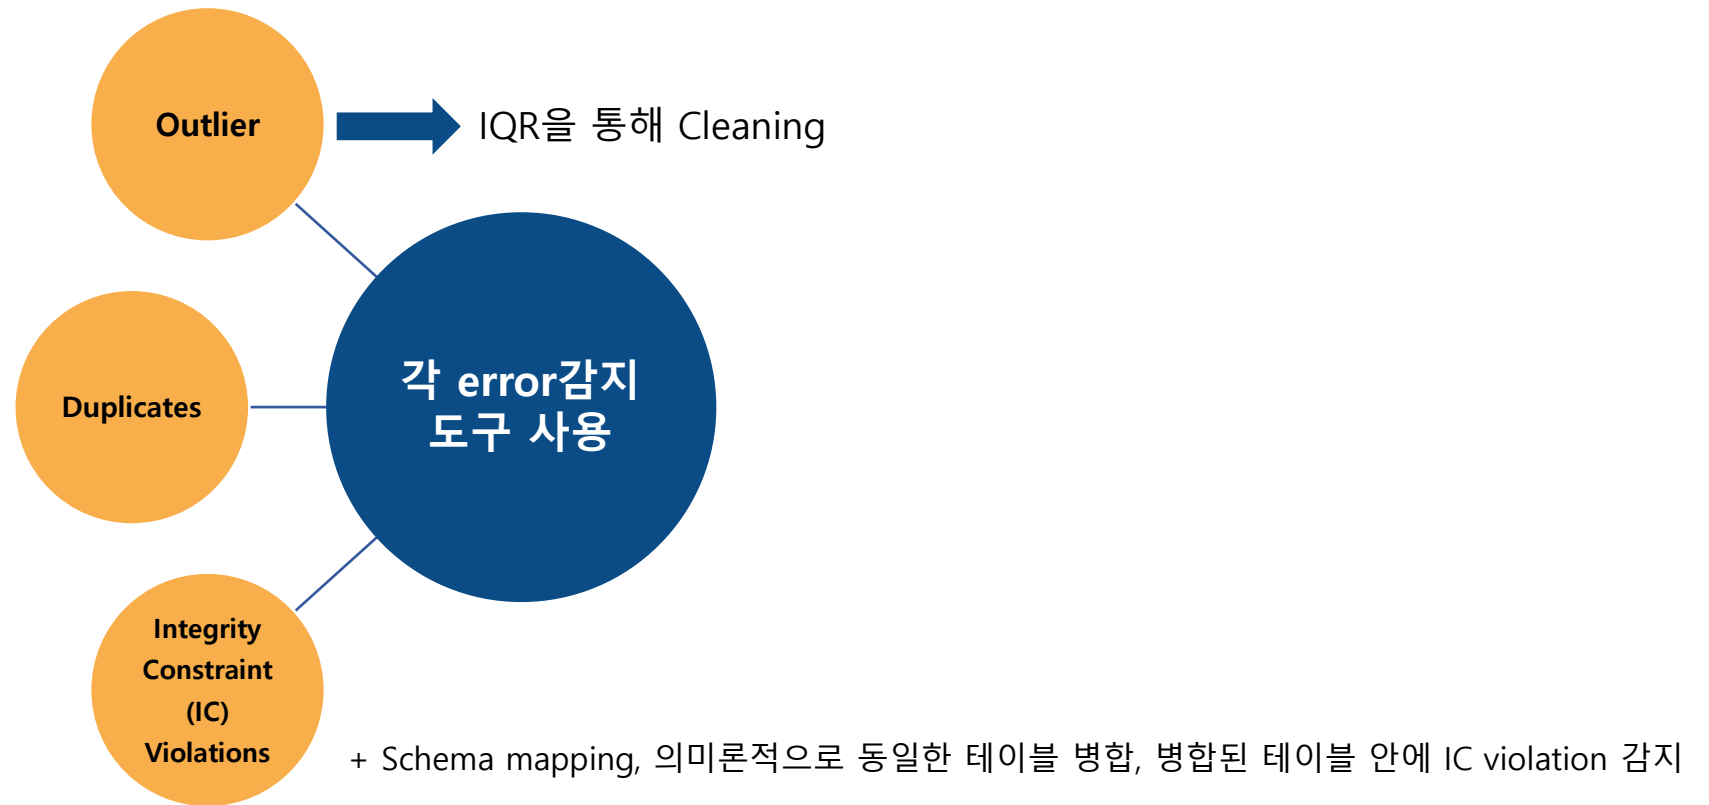 Outlier
IQR을 통해 Cleaning
각 error감지
도구 사용
Duplicates
Integrity
Constraint
(IC)
Violations
+ Schema mapping, 의미론적으로 동일한 테이블 병합, 병합된 테이블 안에 IC violation 감지